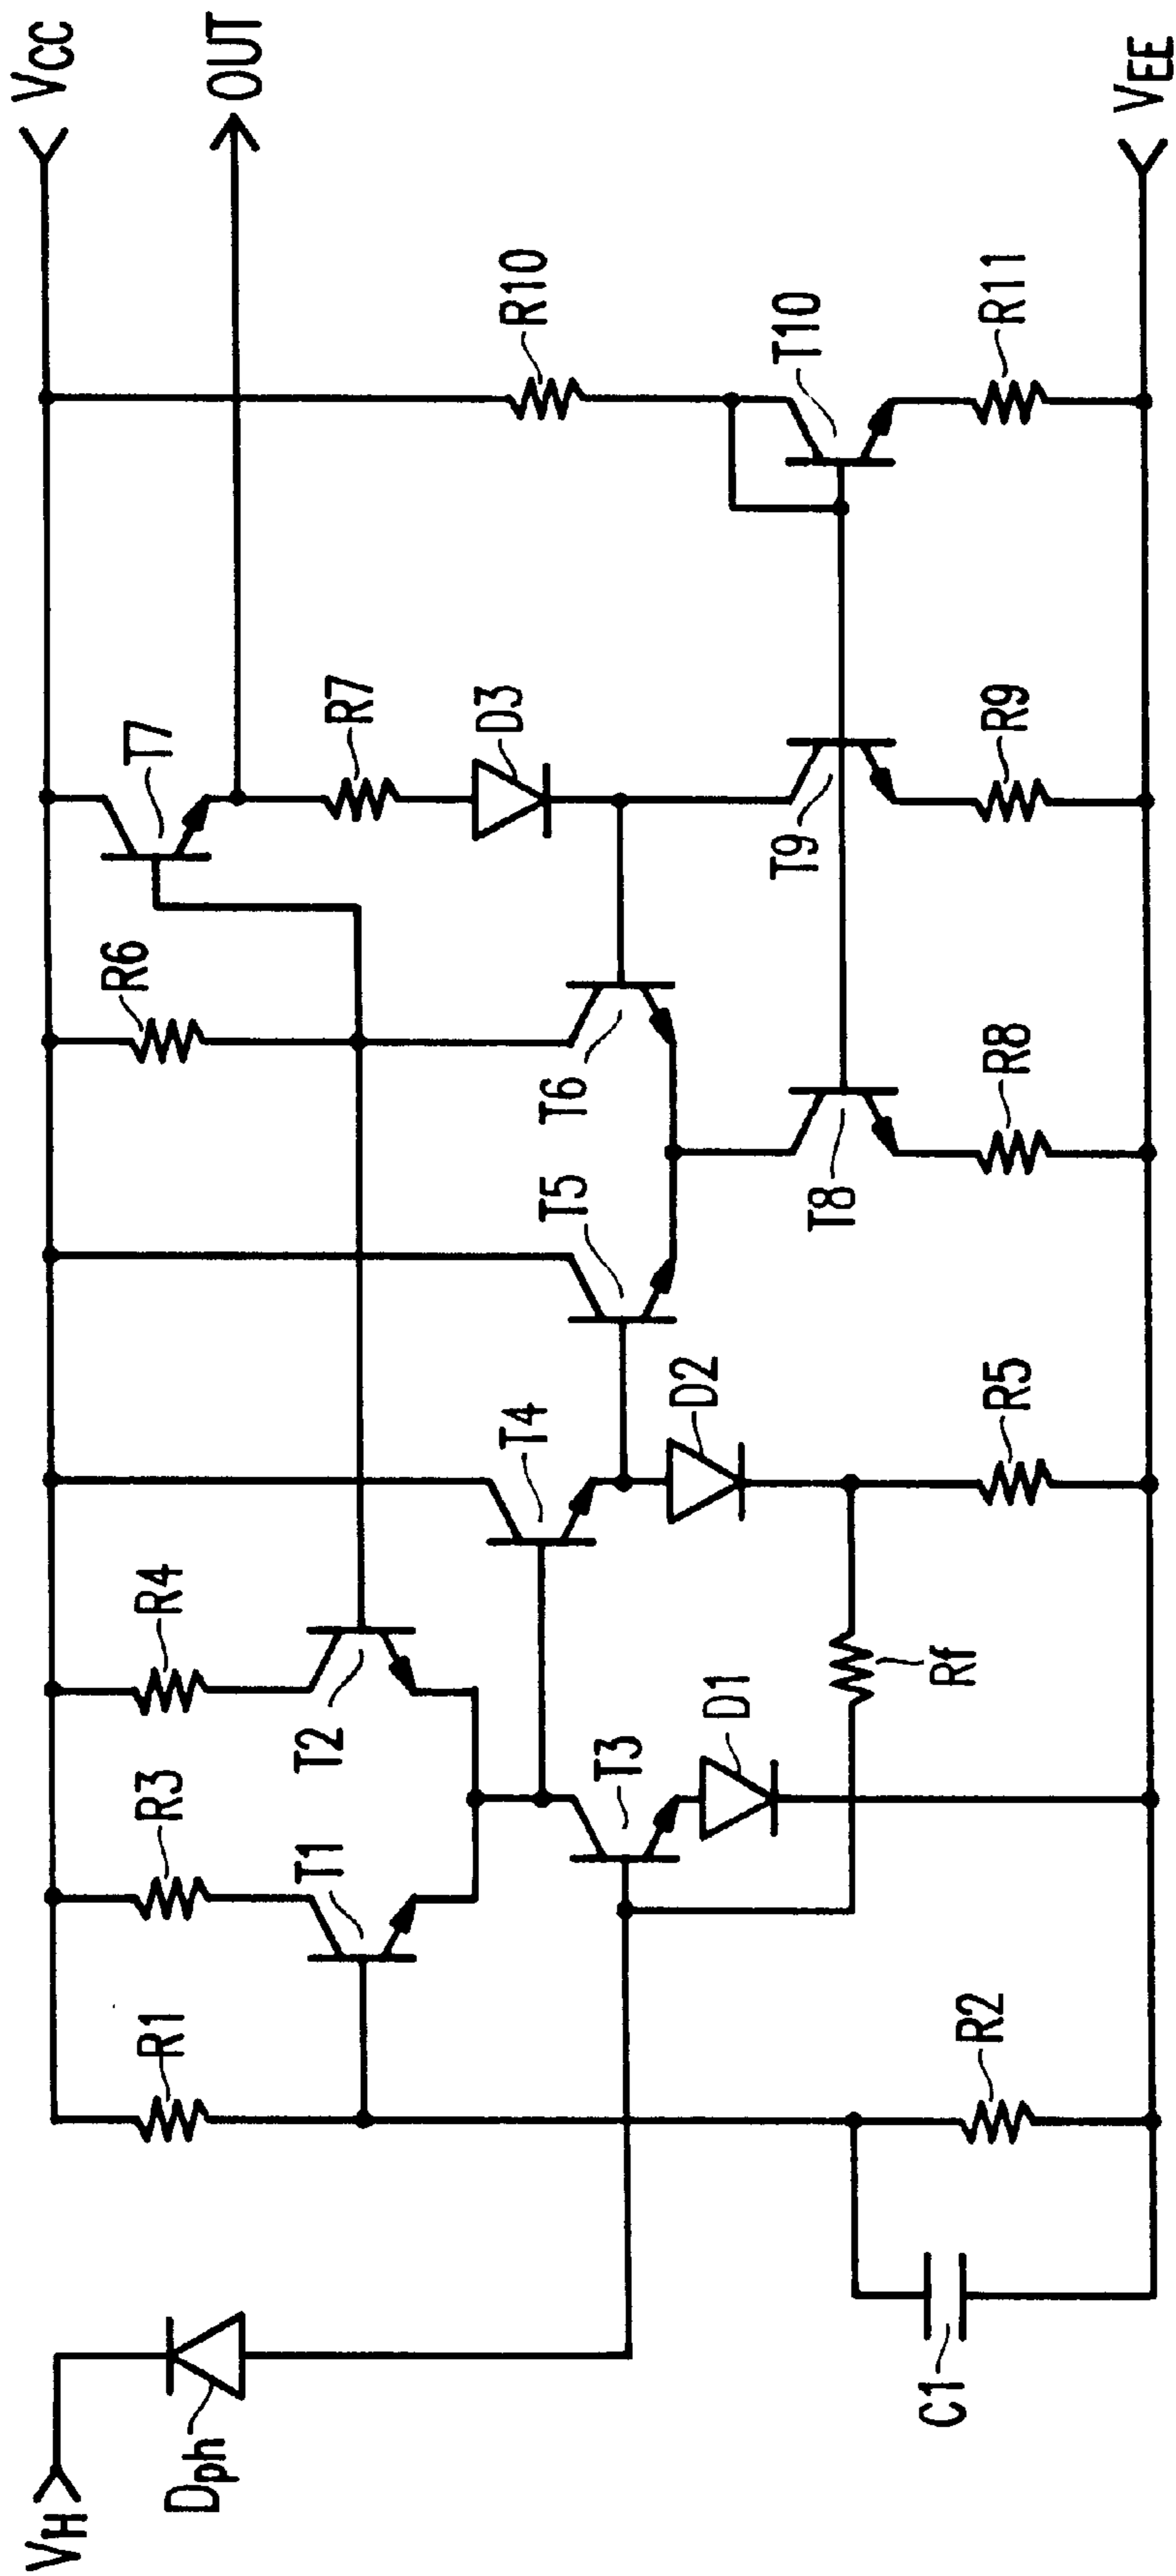 VH
VCC
Dph
OUT
R1
R3
R4
R6
T7
T1
T2
R7
T4
T5
T6
D3
R10
T3
D1
D2
Rf
T8
T9
T10
C1
R2
R5
R8
R9
R11
VEE